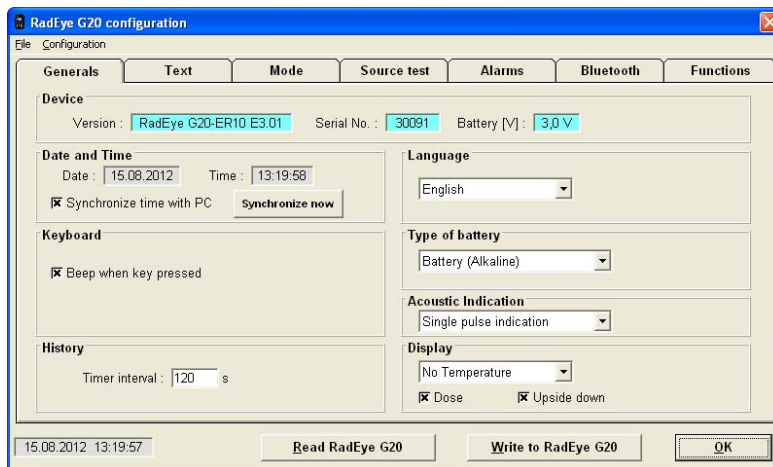 RadEye G20 configuration
File Configuration
Generals Text Mode Source test Alarms Bluetooth Functions
Device
Version : RadEye G20-ER10 E3.01 Serial No. : 30091 Battery [V] : 3,0 V
Date and Time
Date : 15.08.2012 Time : 13:19:58
Synchronize time with PC Synchronize now
Language
English
Keyboard
Beep when key pressed
Type of battery
Battery (Alkaline)
Acoustic Indication
Single pulse indication
History
Timer interval : 120 s
Display
No Temperature
Dose Upside down
15.08.2012 13:19:57 Read RadEye G20 Write to RadEye G20 OK